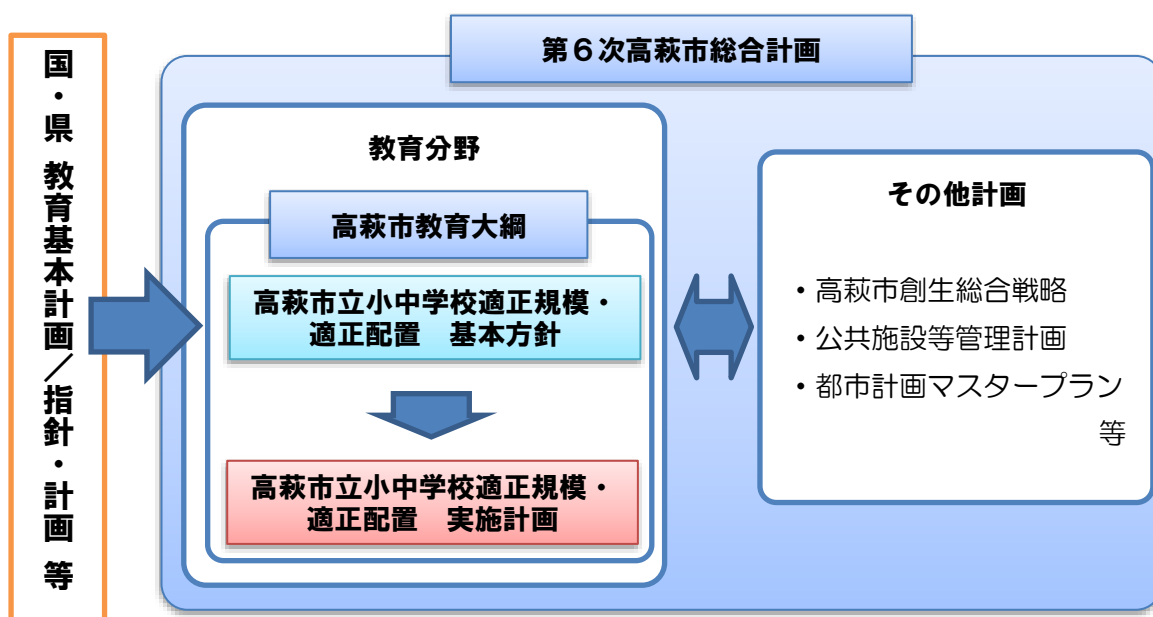 第６次高萩市総合計画
国・県 教育基本計画／指針・計画 等
教育分野
高萩市教育大綱
高萩市立小中学校適正規模・
適正配置　基本方針
高萩市立小中学校適正規模・
適正配置　実施計画
その他計画
・高萩市創生総合戦略
・公共施設等管理計画
・都市計画マスタープラン
等